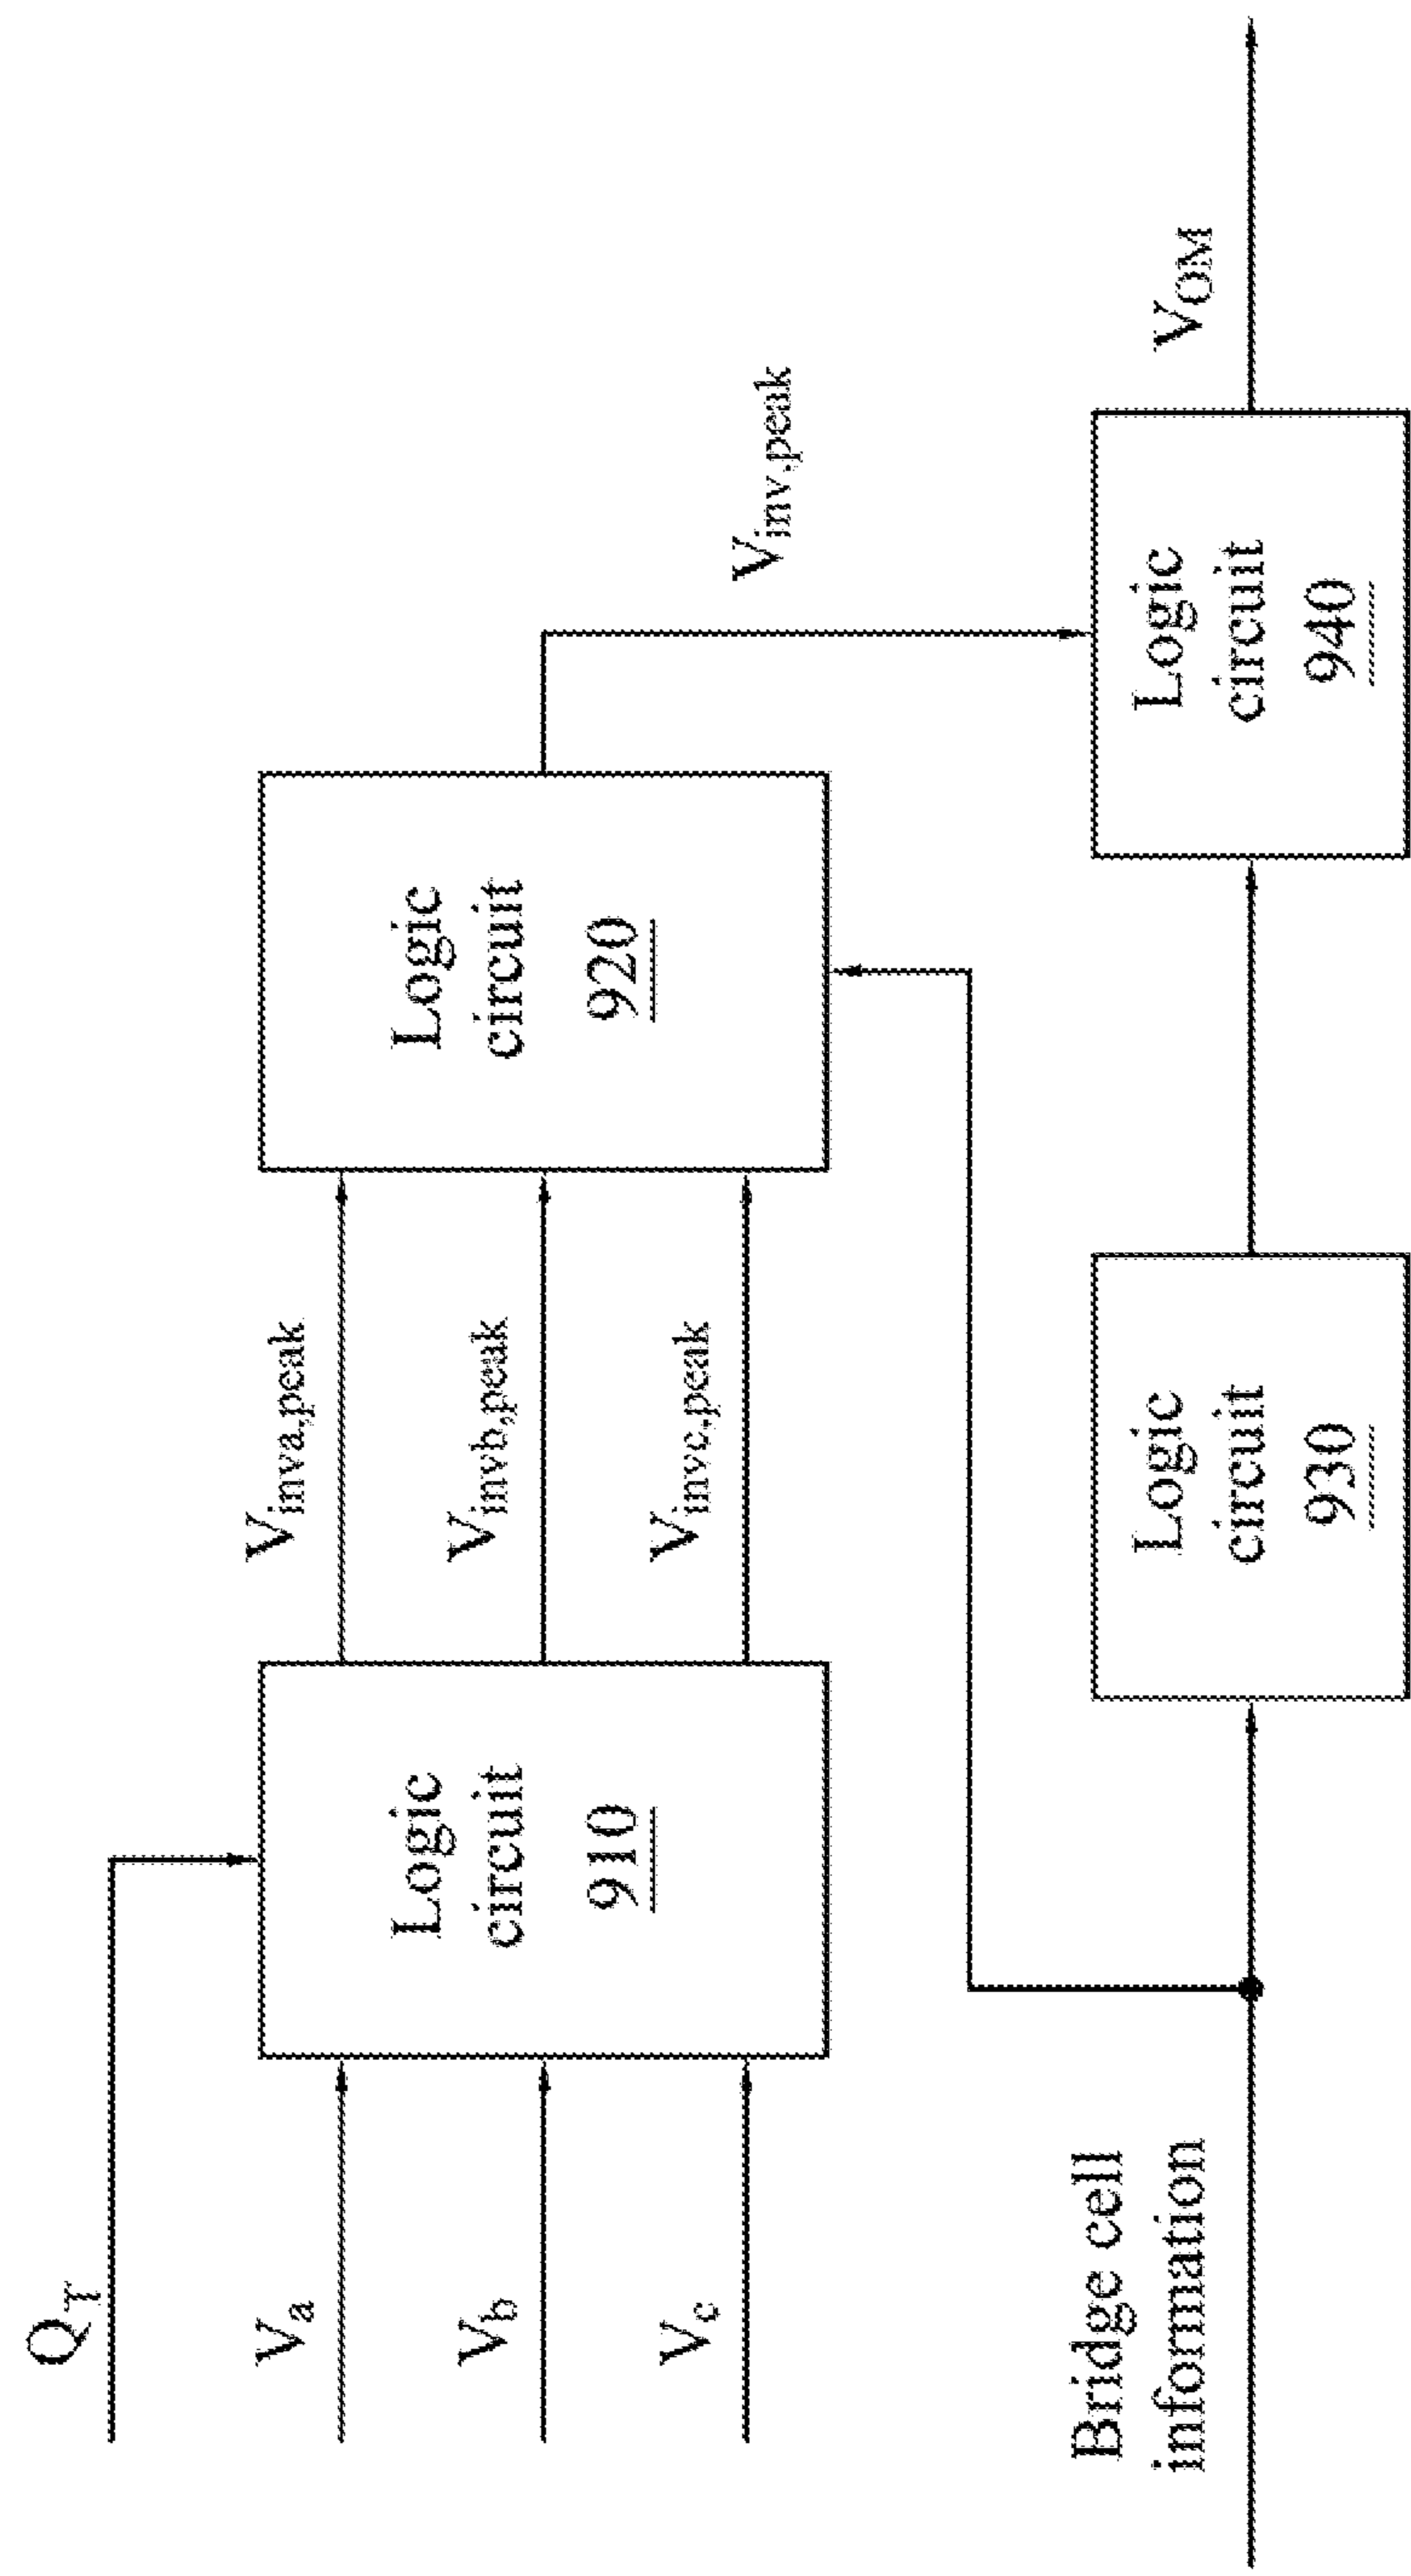 Q_T
V_a
V_b
V_c
Logic
circuit
910
V_inva,peak
V_invb,peak
V_invc,peak
Logic
circuit
920
V_inv,peak
Bridge cell
information
Logic
circuit
930
Logic
circuit
940
V_OM